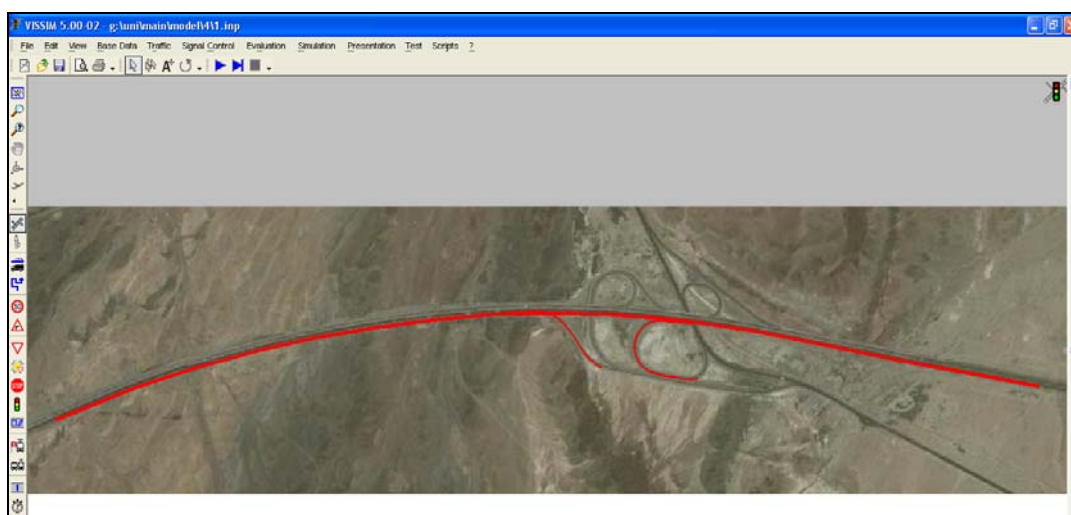 VISSIM 5.00-02 - g:\uni\main\model\4\1.inp
File Edit View Base Data Traffic Signal Control Evaluation Simulation Presentation Test Scripts ?